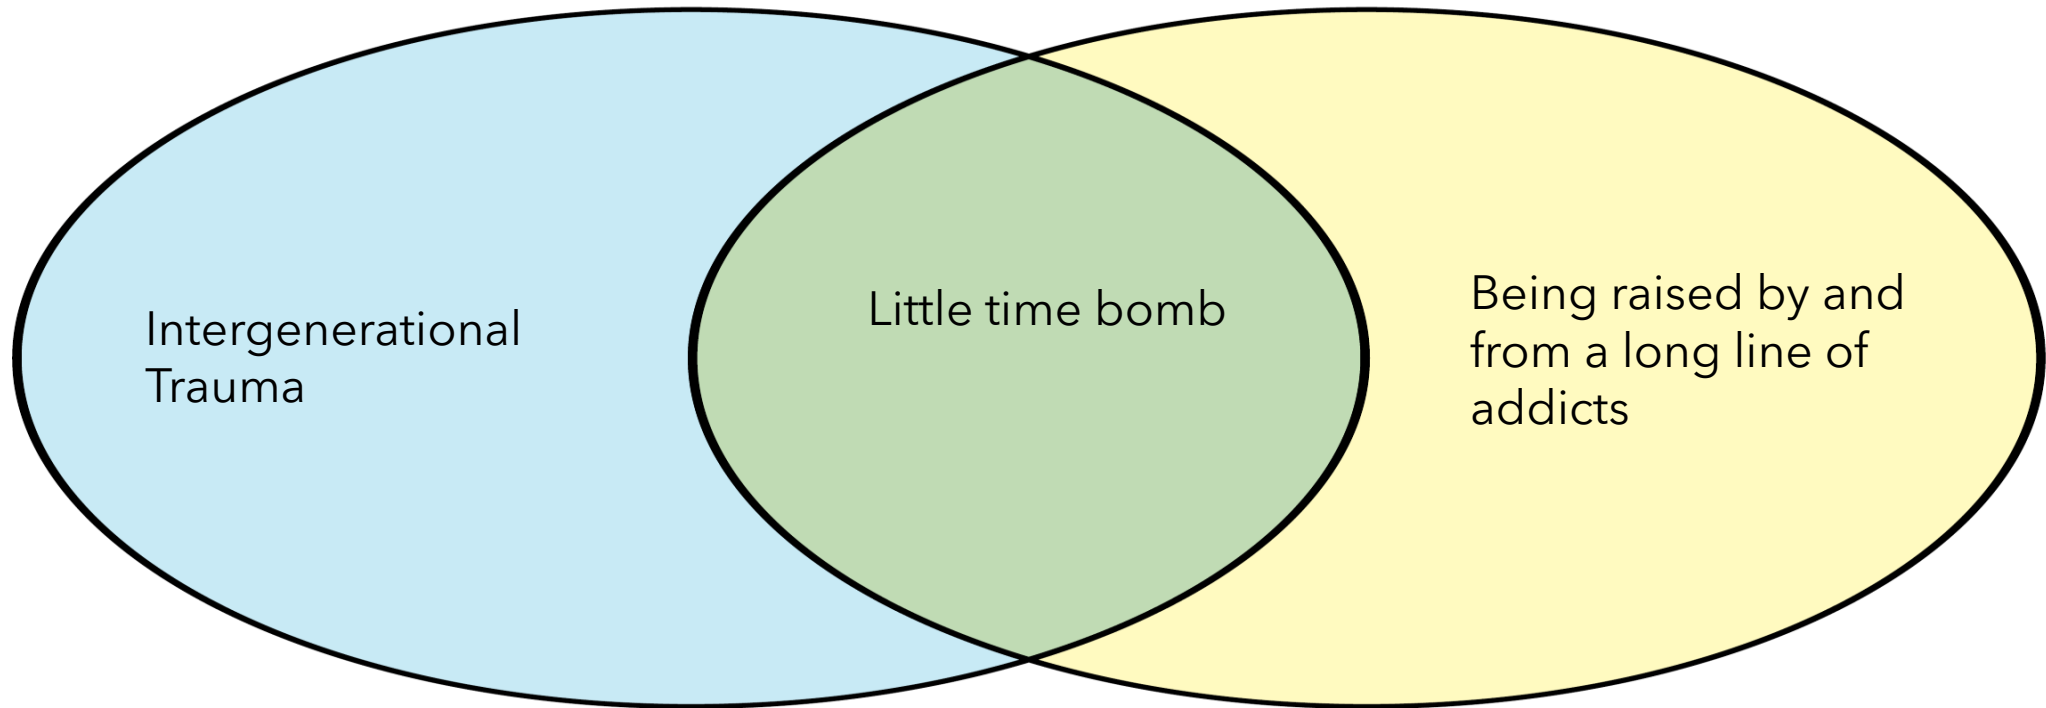 Intergenerational
Trauma
Little time bomb
Being raised by and
from a long line of
addicts